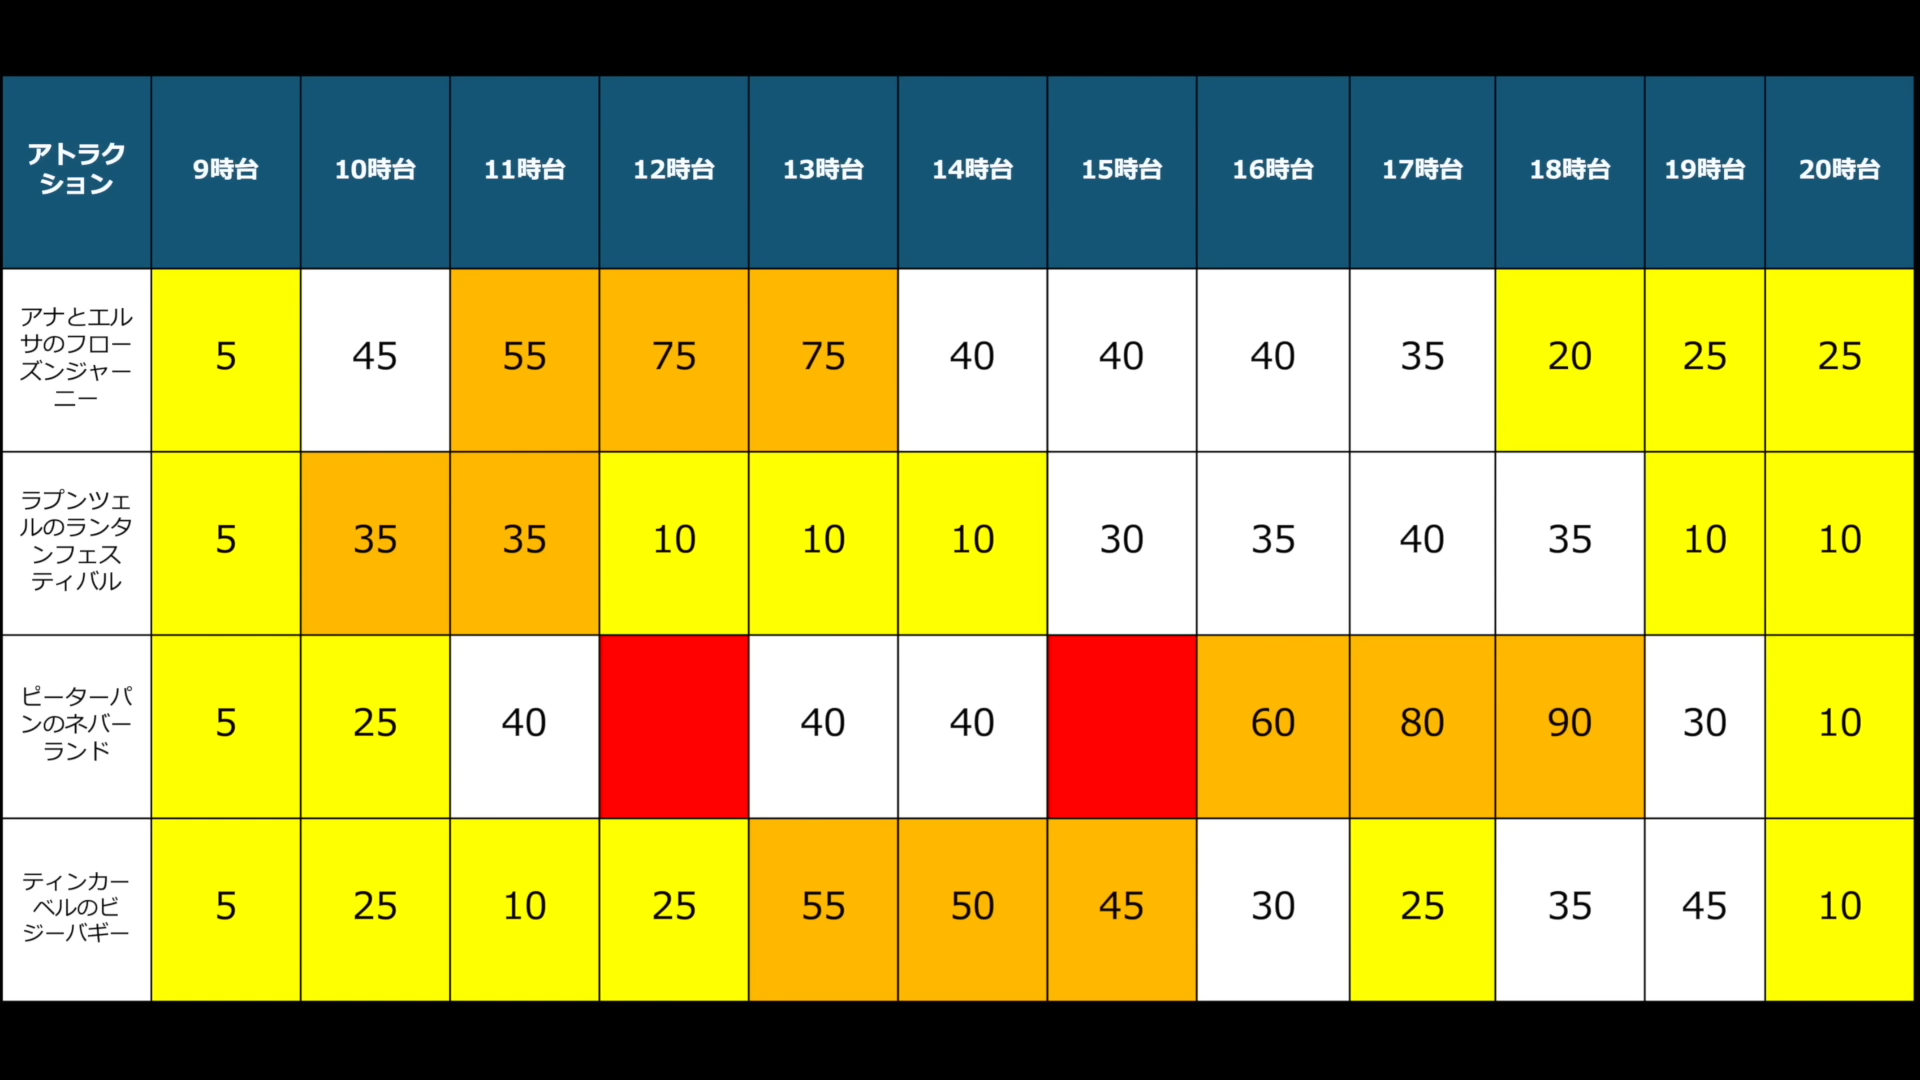 アトラク
ション
9時台 10時台 11時台 12時台 13時台 14時台 15時台 16時台 17時台 18時台 19時台 20時台
アナとエル
サのフロー
ズンジャー
ニー
5 45 55 75 75 40 40 40 35 20 25 25
ラプンツェ
ルのランタ
ンフェス
ティバル
5 35 35 10 10 10 30 35 40 35 10 10
ピーターパ
ンのネバー
ランド
5 25 40 40 40 60 80 90 30 10
ティンカー
ベルのビ
ジーバギー
5 25 10 25 55 50 45 30 25 35 45 10